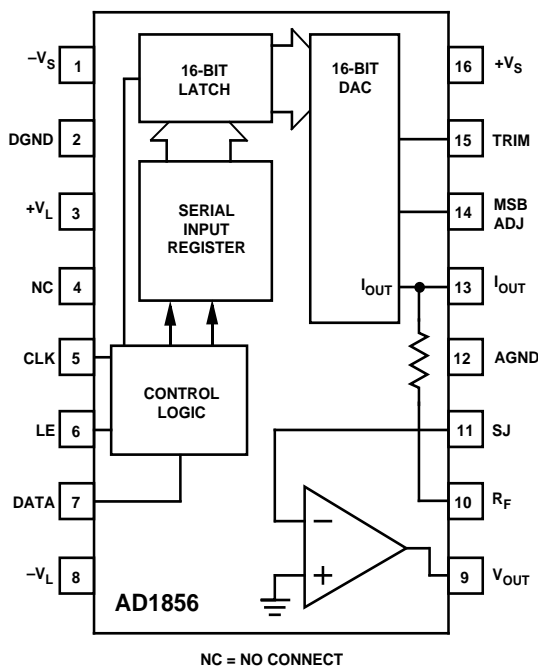 –VS 1
DGND 2
+VL 3
NC 4
CLK 5
LE 6
DATA 7
–VL 8
16-BIT
LATCH
SERIAL
INPUT
REGISTER
CONTROL
LOGIC
16-BIT
DAC
IOUT
16 +VS
15 TRIM
14 MSB
ADJ
13 IOUT
12 AGND
11 SJ
10 RF
9 VOUT
–
+
AD1856
NC = NO CONNECT